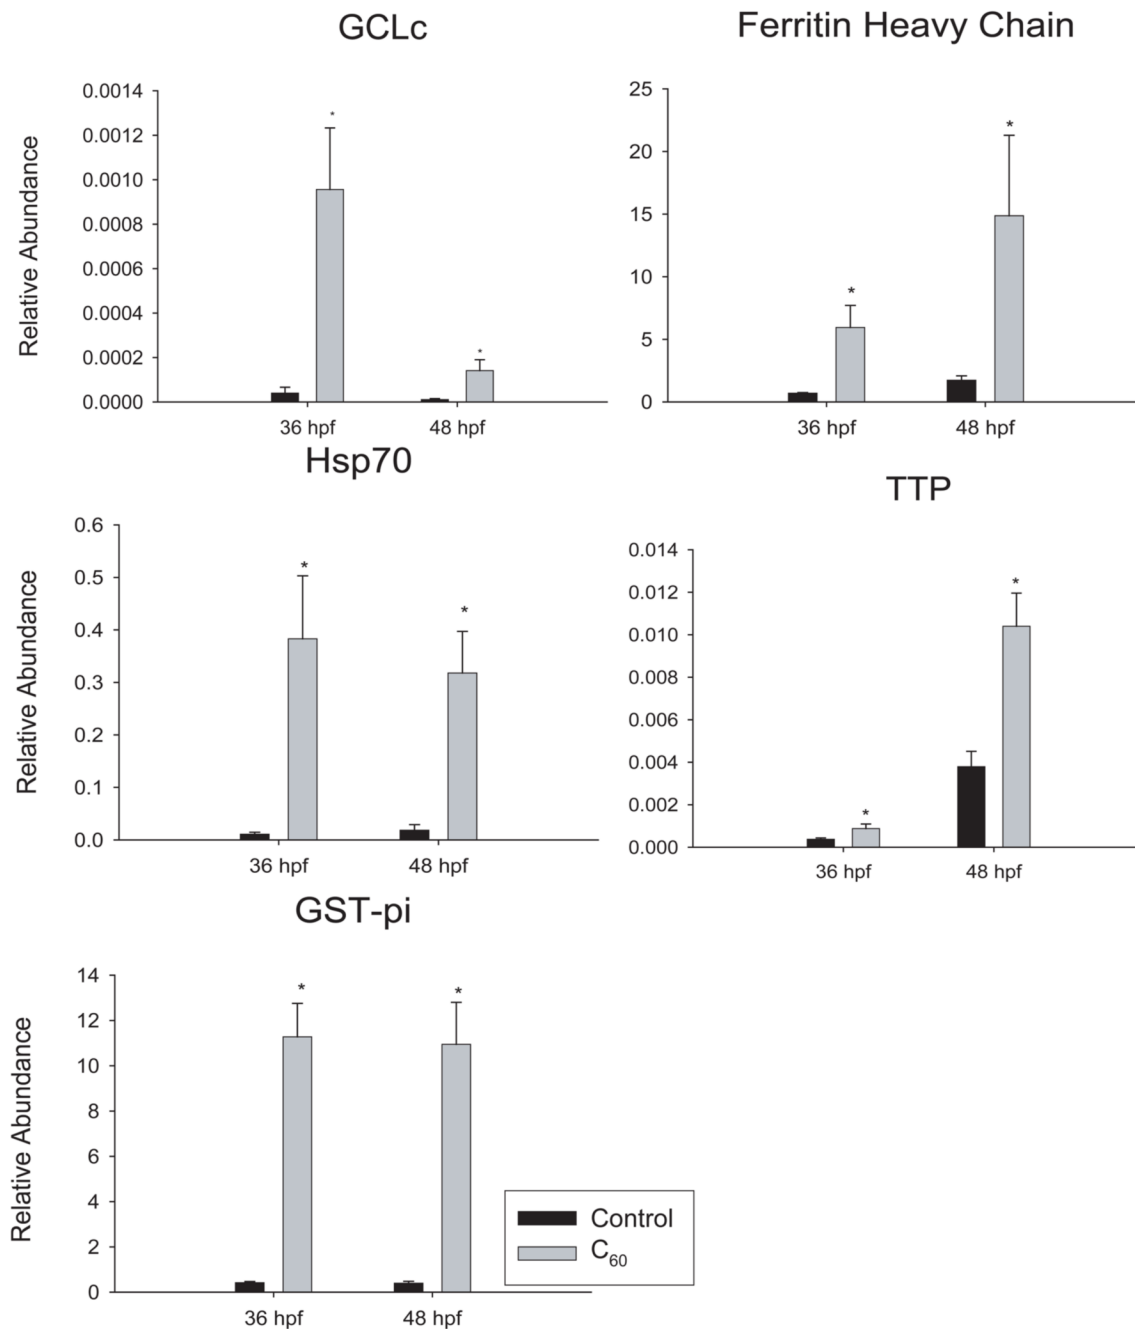 GCLc
Relative Abundance
0.0014
0.0012
0.0010
0.0008
0.0006
0.0004
0.0002
0.0000
*
*
36 hpf
48 hpf
Ferritin Heavy Chain
25
20
15
10
5
0
*
*
36 hpf
48 hpf
Hsp70
Relative Abundance
0.6
0.5
0.4
0.3
0.2
0.1
0.0
*
*
36 hpf
48 hpf
TTP
0.014
0.012
0.010
0.008
0.006
0.004
0.002
0.000
*
*
36 hpf
48 hpf
GST-pi
Relative Abundance
14
12
10
8
6
4
2
0
*
*
36 hpf
48 hpf
Control
C60